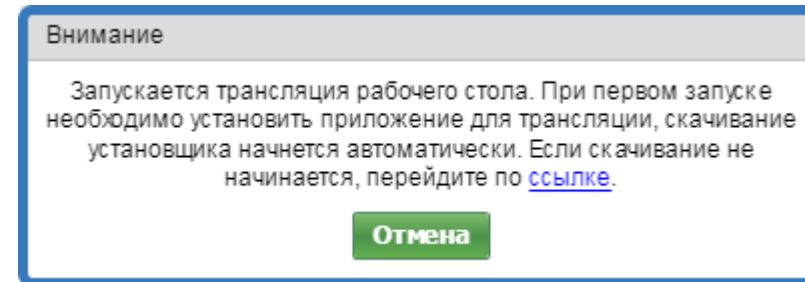 Внимание
Запускается трансляция рабочего стола. При первом запуске
необходимо установить приложение для трансляции, скачивание
установщика начнется автоматически. Если скачивание не
начинается, перейдите по ссылке.
Отмена